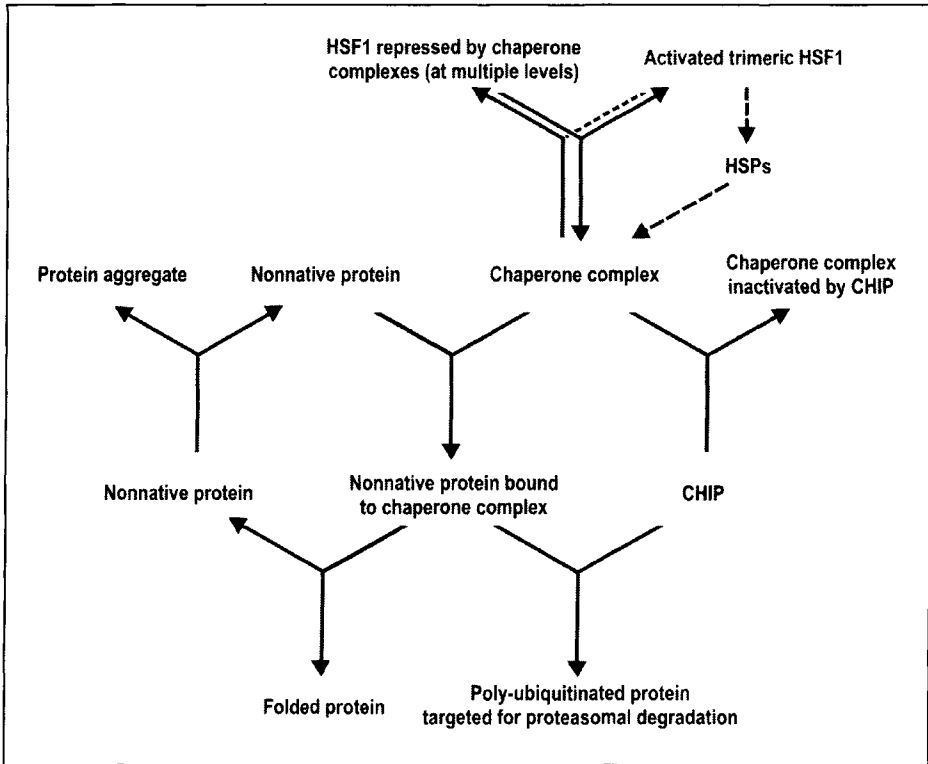 HSF1 repressed by chaperone
complexes (at multiple levels)
Activated trimeric HSF1
HSPs
Protein aggregate
Nonnative protein
Chaperone complex
Chaperone complex
inactivated by CHIP
Nonnative protein
Nonnative protein bound
to chaperone complex
CHIP
Folded protein
Poly-ubiquitinated protein
targeted for proteasomal degradation